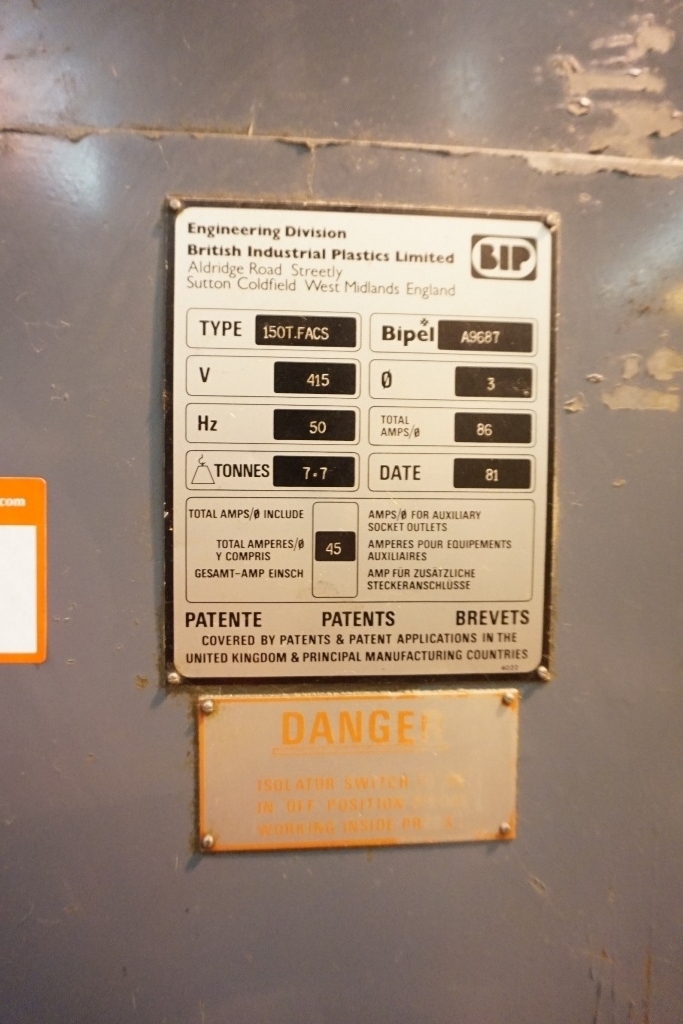 Engineering Division
British Industrial Plastics Limited
Aldridge Road Streetly
Sutton Coldfield West Midlands England
BIP
TYPE 150T.FACS
Bipel A9687
V 415
Ø 3
Hz 50
TOTAL AMPS/Ø 86
TONNES 7.7
DATE 81
TOTAL AMPS/Ø INCLUDE
TOTAL AMPERES/Ø
Y COMPRIS
GESAMT-AMP EINSCH
45
AMPS/Ø FOR AUXILIARY
SOCKET OUTLETS
AMPERES POUR EQUIPEMENTS
AUXILIAIRES
AMP FÜR ZUSÄTZLICHE
STECKERANSCHLÜSSE
PATENTE PATENTS BREVETS
COVERED BY PATENTS & PATENT APPLICATIONS IN THE
UNITED KINGDOM & PRINCIPAL MANUFACTURING COUNTRIES
DANGER
ISOLATOR SWITCH
IN OFF POSITION
WORKING INSIDE
.com